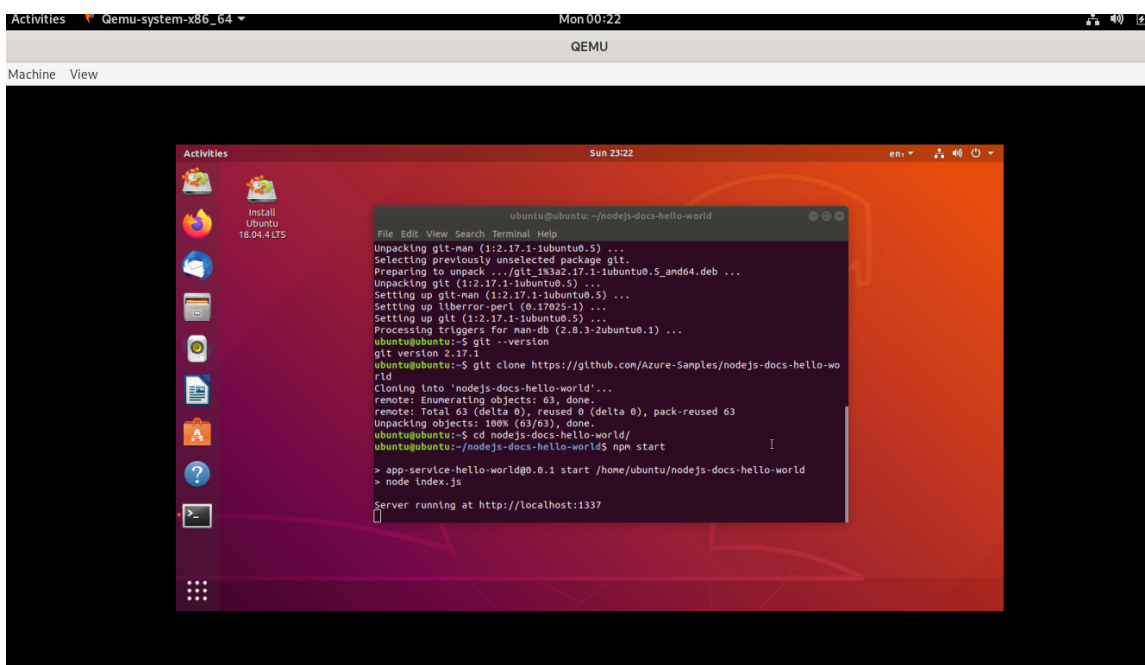 Activities Qemu-system-x86_64 Mon 00:22
QEMU
Machine View
Activities Sun 23:22 en₁
Install
Ubuntu
18.04.4 LTS
ubuntu@ubuntu: ~/nodejs-docs-hello-world
File Edit View Search Terminal Help
Unpacking git-man (1:2.17.1-1ubuntu0.5) ...
Selecting previously unselected package git.
Preparing to unpack .../git_1%3a2.17.1-1ubuntu0.5_amd64.deb ...
Unpacking git (1:2.17.1-1ubuntu0.5) ...
Setting up git-man (1:2.17.1-1ubuntu0.5) ...
Setting up liberror-perl (0.17025-1) ...
Setting up git (1:2.17.1-1ubuntu0.5) ...
Processing triggers for man-db (2.8.3-2ubuntu0.1) ...
ubuntu@ubuntu:~$ git --version
git version 2.17.1
ubuntu@ubuntu:~$ git clone https://github.com/Azure-Samples/nodejs-docs-hello-wo
rld
Cloning into 'nodejs-docs-hello-world'...
remote: Enumerating objects: 63, done.
remote: Total 63 (delta 0), reused 0 (delta 0), pack-reused 63
Unpacking objects: 100% (63/63), done.
ubuntu@ubuntu:~$ cd nodejs-docs-hello-world/
ubuntu@ubuntu:~/nodejs-docs-hello-world$ npm start
> app-service-hello-world@0.0.1 start /home/ubuntu/nodejs-docs-hello-world
> node index.js
Server running at http://localhost:1337